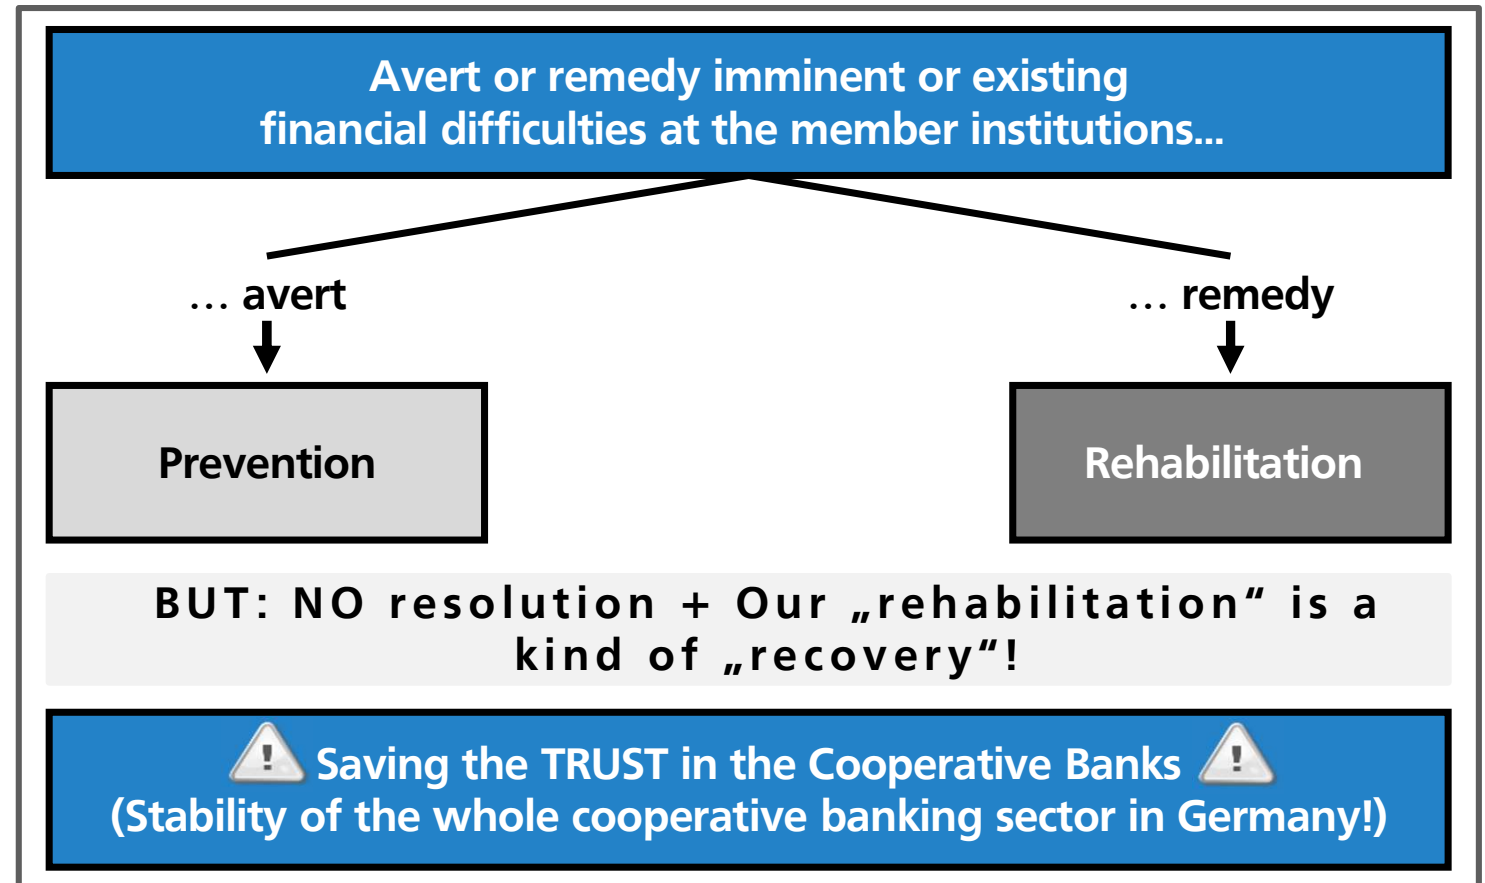 Avert or remedy imminent or existing
financial difficulties at the member institutions...
... avert
... remedy
Prevention
Rehabilitation
BUT: NO resolution + Our „rehabilitation“ is a
kind of „recovery“!
Saving the TRUST in the Cooperative Banks
(Stability of the whole cooperative banking sector in Germany!)